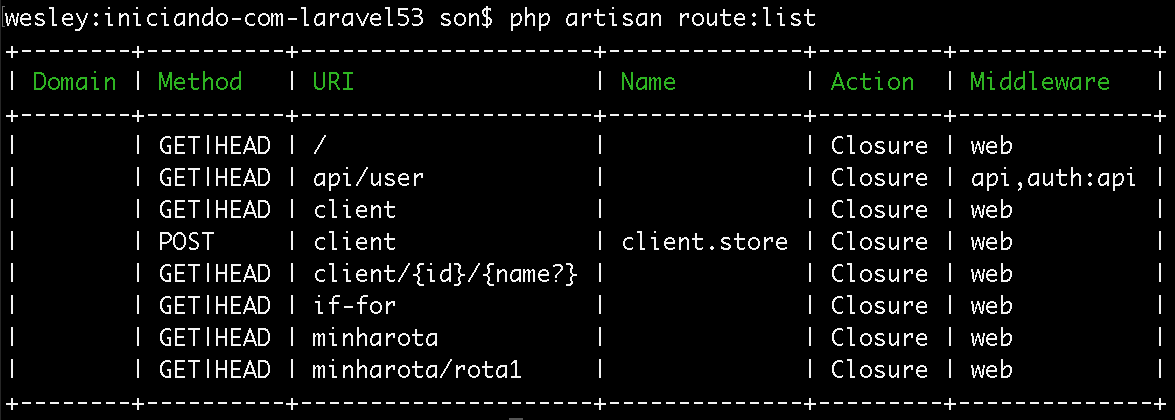 wesley:iniciando-com-laravel53 son$ php artisan route:list
+--------+----------+---------------------+--------------+---------+--------------+
| Domain | Method   | URI                 | Name         | Action  | Middleware   |
+--------+----------+---------------------+--------------+---------+--------------+
|        | GET|HEAD | /                   |              | Closure | web          |
|        | GET|HEAD | api/user            |              | Closure | api,auth:api |
|        | GET|HEAD | client              |              | Closure | web          |
|        | POST     | client              | client.store | Closure | web          |
|        | GET|HEAD | client/{id}/{name?} |              | Closure | web          |
|        | GET|HEAD | if-for              |              | Closure | web          |
|        | GET|HEAD | minharota           |              | Closure | web          |
|        | GET|HEAD | minharota/rota1     |              | Closure | web          |
+--------+----------+---------------------+--------------+---------+--------------+